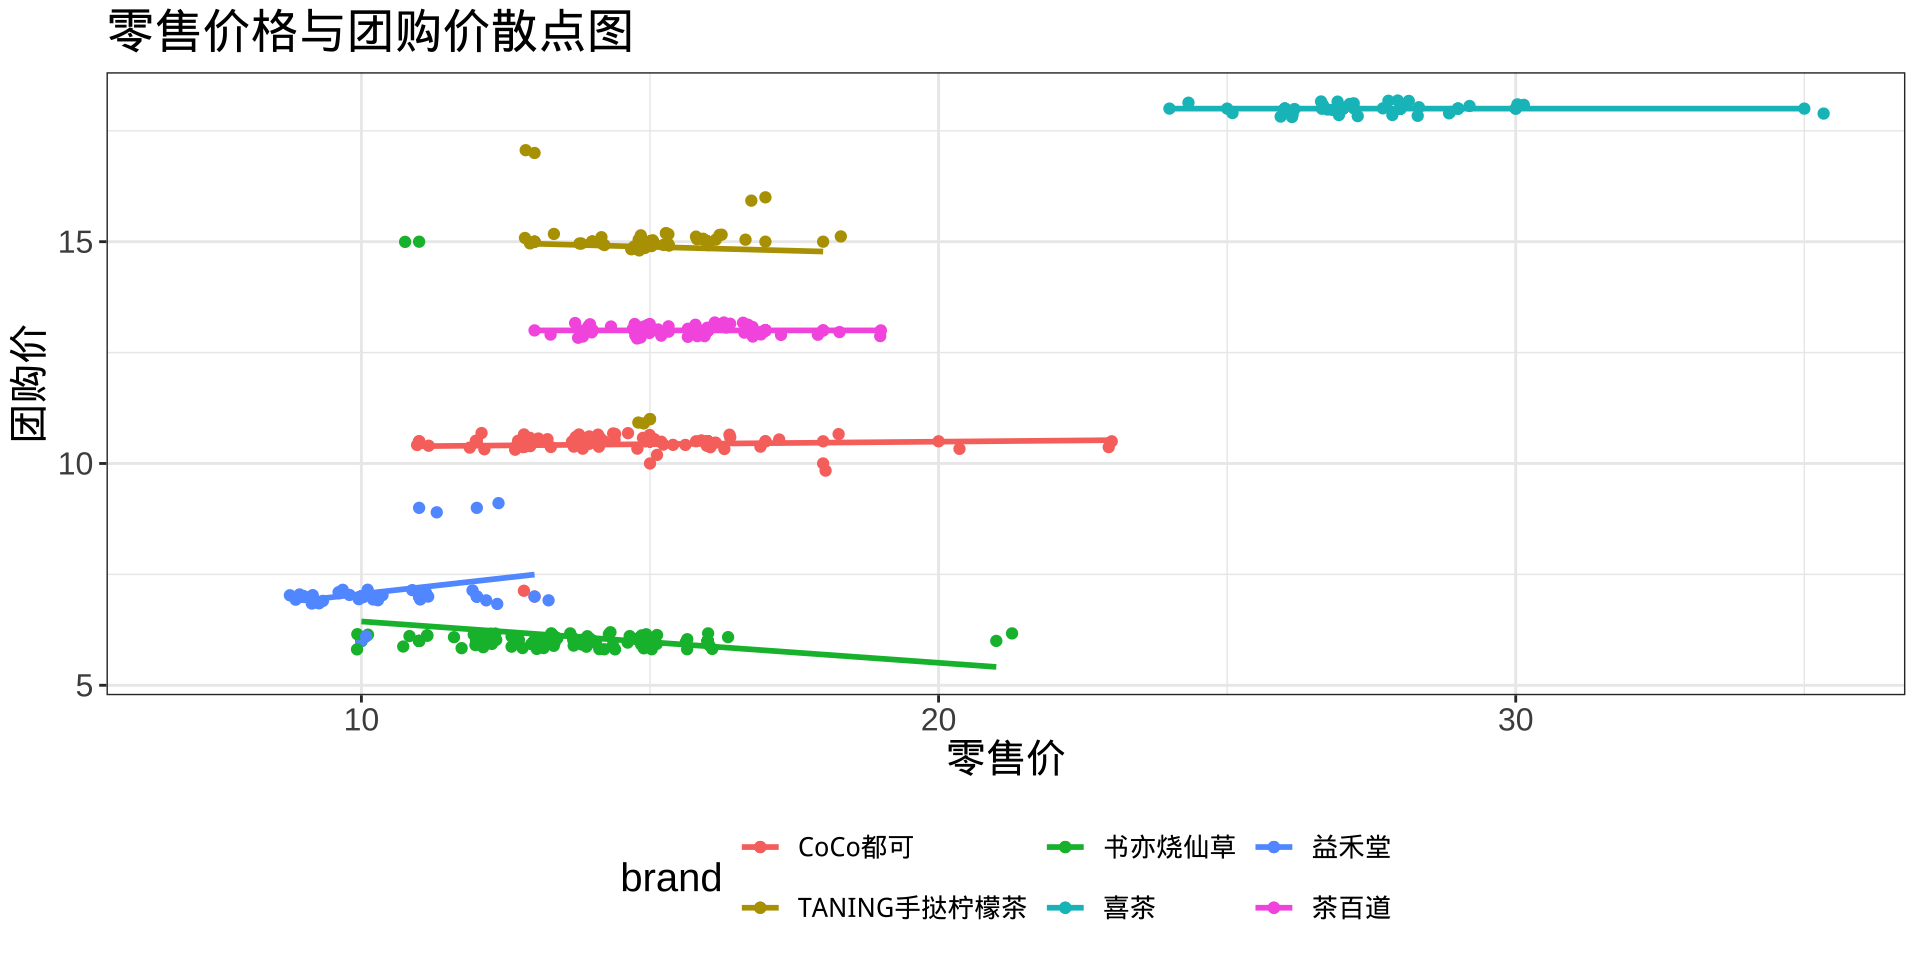 零售价格与团购价散点图
15
10
5
团购价
10 20 30
零售价
brand
CoCo都可 书亦烧仙草 益禾堂
TANING手挞柠檬茶 喜茶 茶百道